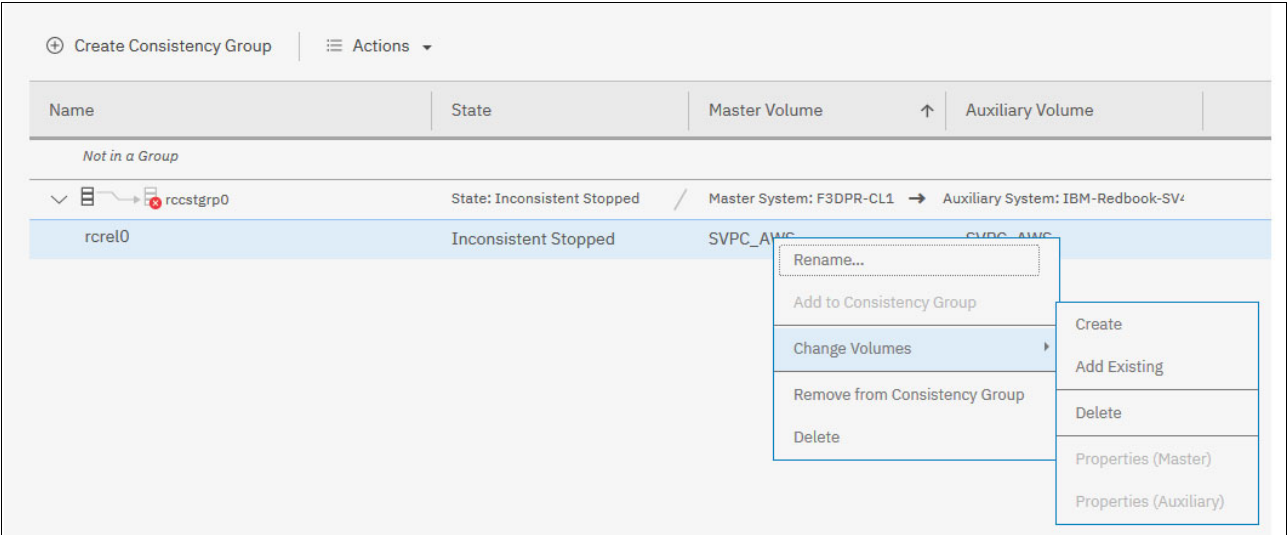 Create Consistency Group Actions
Name State Master Volume Auxiliary Volume
Not in a Group
rccstgrp0 State: Inconsistent Stopped Master System: F3DPR-CL1 → Auxiliary System: IBM-Redbook-SV
rcrel0 Inconsistent Stopped SVPC_AWS SVPC_AWS
Rename...
Add to Consistency Group
Change Volumes
Remove from Consistency Group
Delete
Create
Add Existing
Delete
Properties (Master)
Properties (Auxiliary)